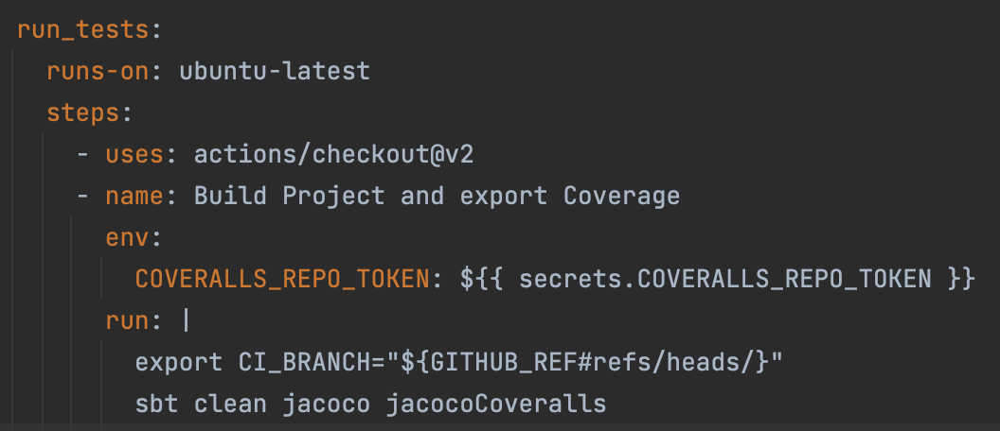 run_tests:
runs-on: ubuntu-latest
steps:
- uses: actions/checkout@v2
- name: Build Project and export Coverage
env:
COVERALLS_REPO_TOKEN: ${{ secrets.COVERALLS_REPO_TOKEN }}
run: |
export CI_BRANCH="${GITHUB_REF#refs/heads/}"
sbt clean jacoco jacocoCoveralls